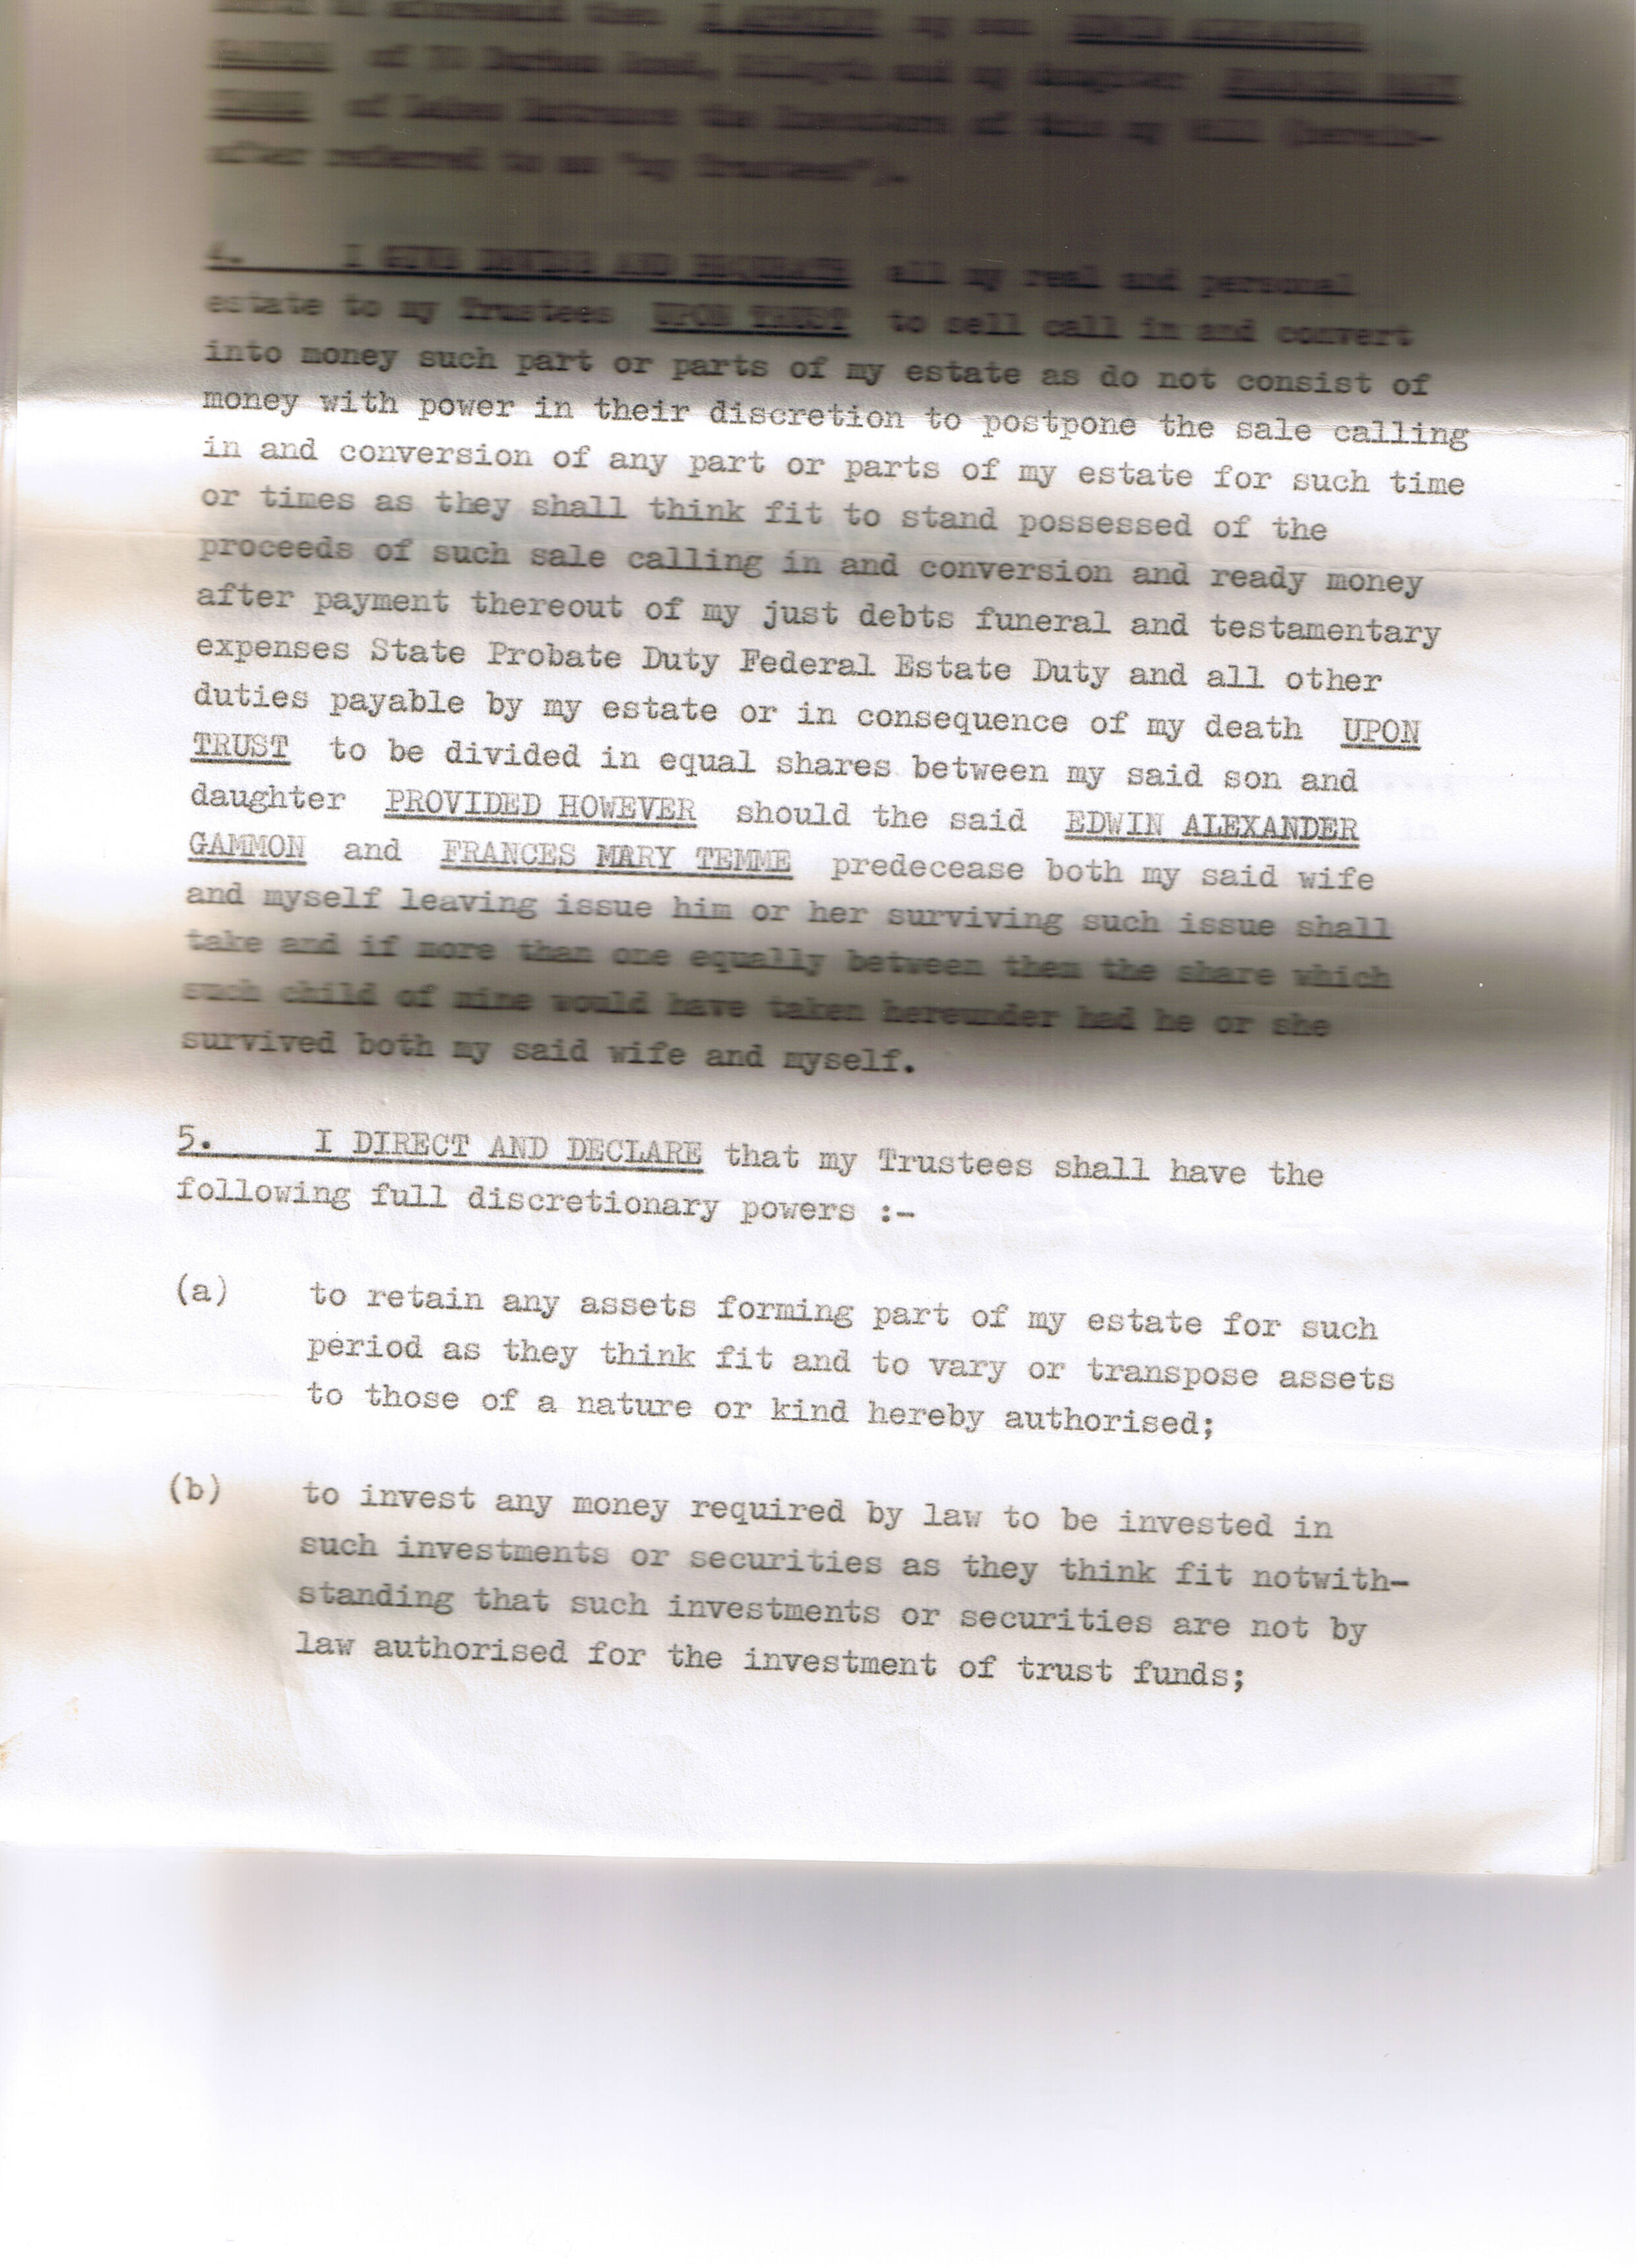 aforesaid then I APPOINT my son EDWIN ALEXANDER
GAMMON of Durham Road, and my daughter FRANCES MARY
TEMME of Lakes Entrance the Executors of this my Will (herein-
after referred to as "my Trustees").
4. I GIVE DEVISE AND BEQUEATH all my real and personal
estate to my Trustees UPON TRUST to sell call in and convert
into money such part or parts of my estate as do not consist of
money with power in their discretion to postpone the sale calling
in and conversion of any part or parts of my estate for such time
or times as they shall think fit to stand possessed of the
proceeds of such sale calling in and conversion and ready money
after payment thereout of my just debts funeral and testamentary
expenses State Probate Duty Federal Estate Duty and all other
duties payable by my estate or in consequence of my death UPON
TRUST to be divided in equal shares between my said son and
daughter PROVIDED HOWEVER should the said EDWIN ALEXANDER
GAMMON and FRANCES MARY TEMME predecease both my said wife
and myself leaving issue him or her surviving such issue shall
take and if more than one equally between them the share which
such child of mine would have taken hereunder had he or she
survived both my said wife and myself.
5. I DIRECT AND DECLARE that my Trustees shall have the
following full discretionary powers :-
(a) to retain any assets forming part of my estate for such
period as they think fit and to vary or transpose assets
to those of a nature or kind hereby authorised;
(b) to invest any money required by law to be invested in
such investments or securities as they think fit notwith-
standing that such investments or securities are not by
law authorised for the investment of trust funds;